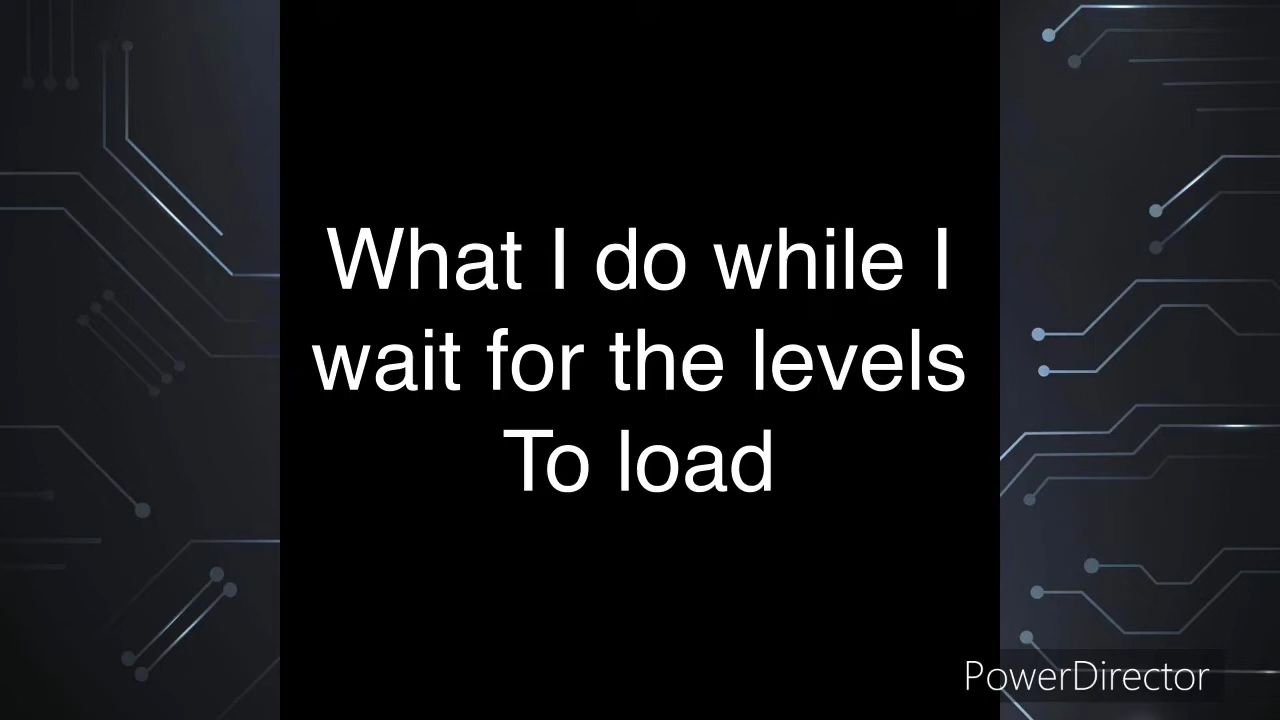 What I do while I
wait for the levels
To load
PowerDirector